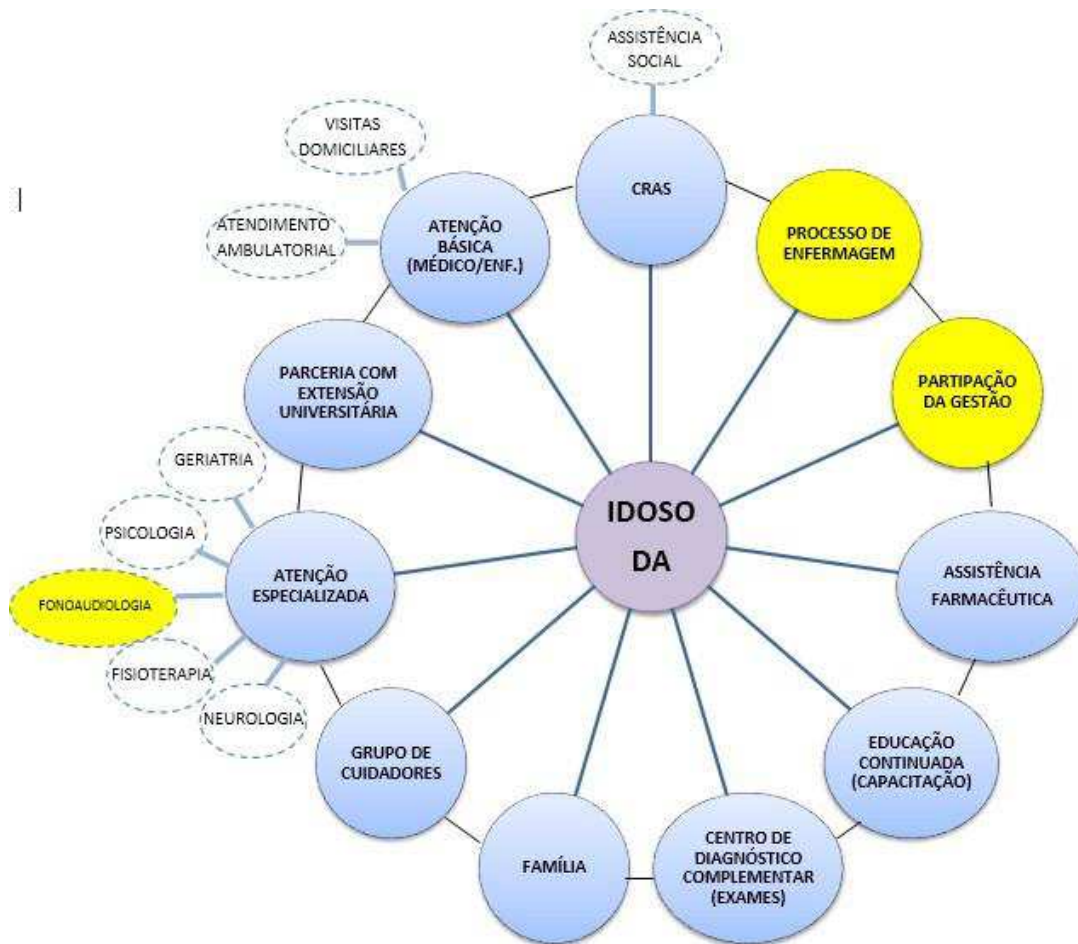 ASSISTÊNCIA
SOCIAL
VISITAS
DOMICILIARES
CRAS
ATENDIMENTO
AMBULATORIAL
ATENÇÃO
BÁSICA
(MÉDICO/ENF.)
PROCESSO DE
ENFERMAGEM
PARCERIA COM
EXTENSÃO
UNIVERSITÁRIA
PARTIPAÇÃO
DA GESTÃO
GERIATRIA
PSICOLOGIA
FONOAUDIOLOGIA
FISIOTERAPIA
NEUROLOGIA
ATENÇÃO
ESPECIALIZADA
IDOSO
DA
ASSISTÊNCIA
FARMACÊUTICA
GRUPO DE
CUIDADORES
EDUCAÇÃO
CONTINUADA
(CAPACITAÇÃO)
FAMÍLIA
CENTRO DE
DIAGNÓSTICO
COMPLEMENTAR
(EXAMES)